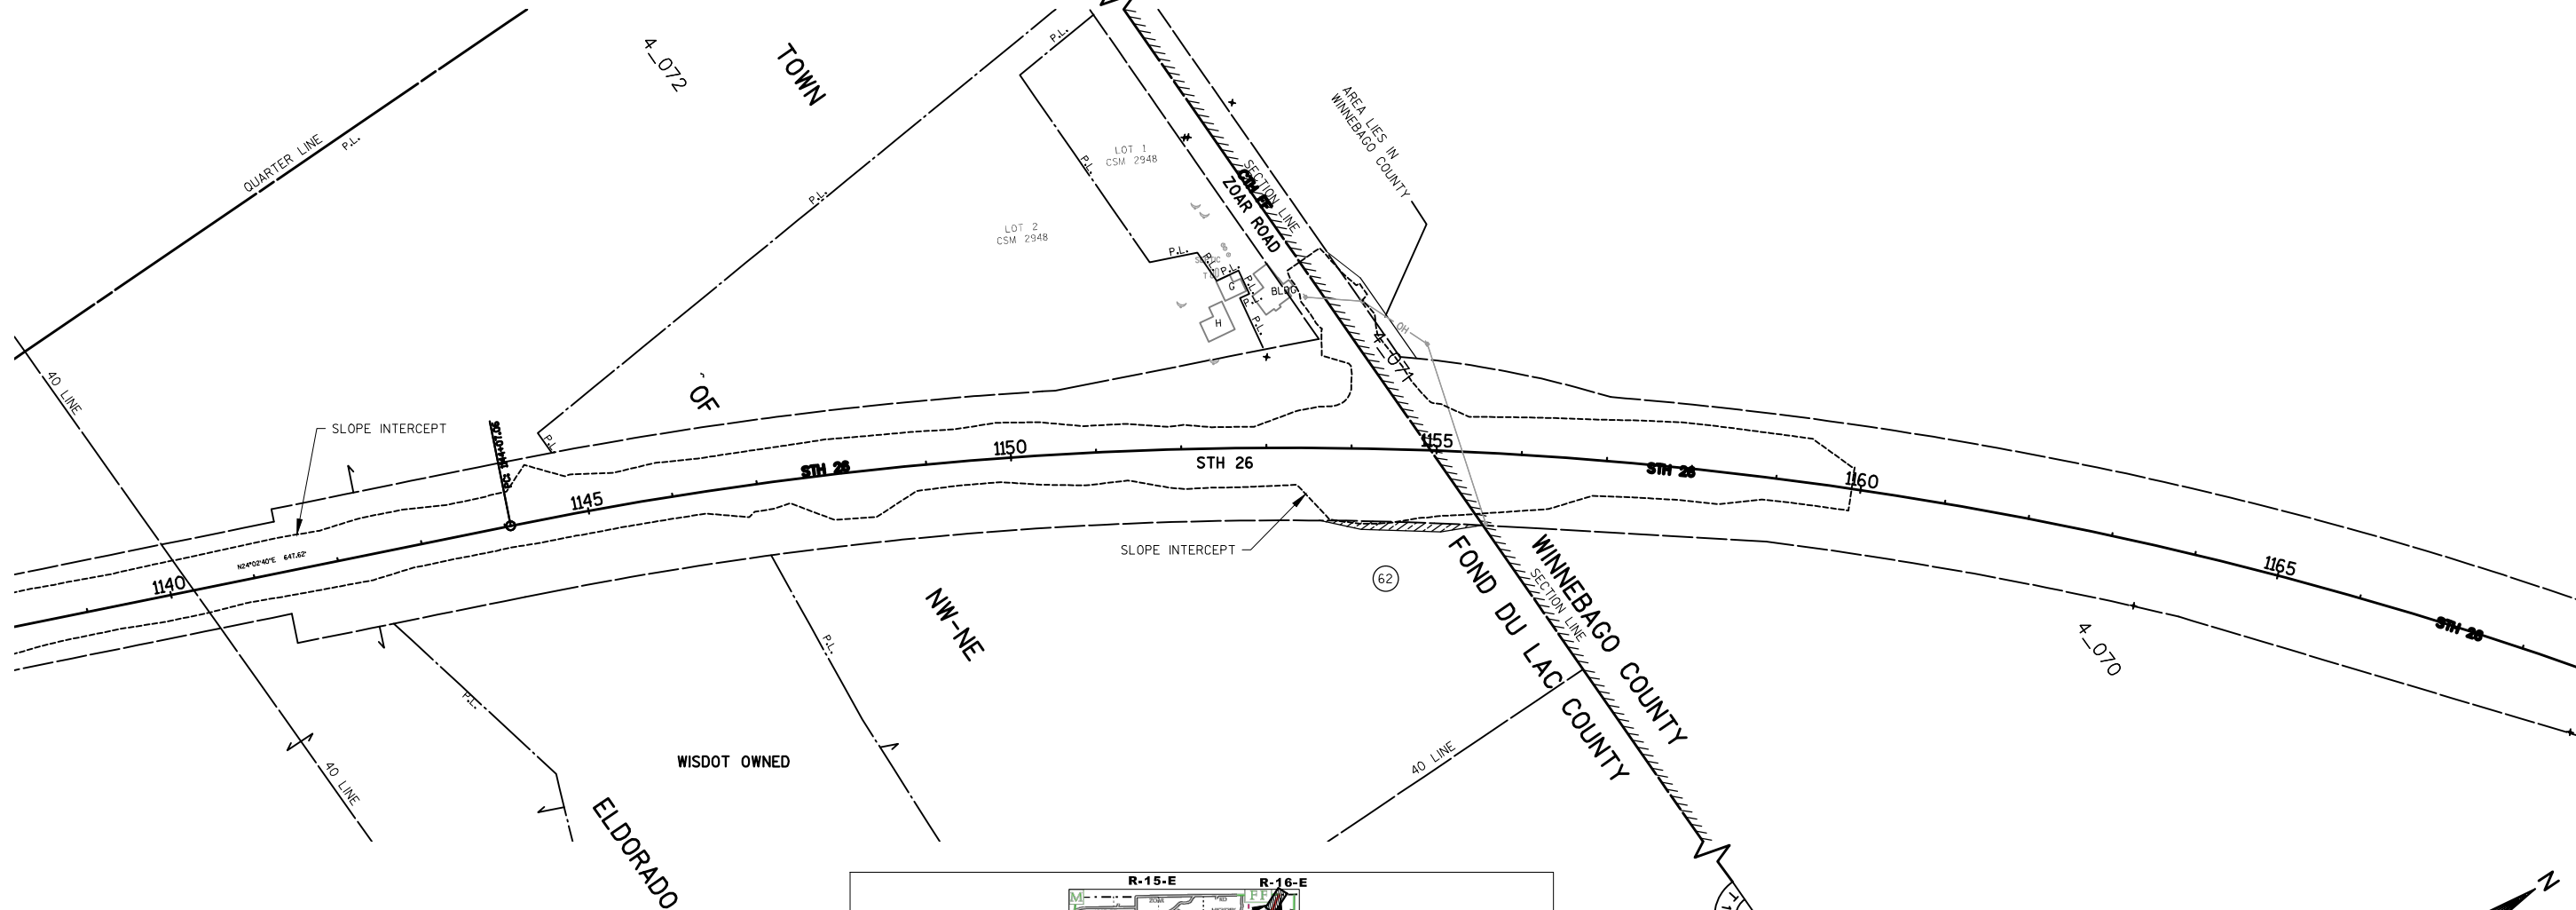 4_072
TOWN
P.L.
AREA LIES IN
WINNEBAGO COUNTY
QUARTER LINE
P.L.
LOT 1
CSM 2948
P.L.
P.L.
SECTION LINE
ZOAR ROAD
LOT 2
CSM 2948
P.L.
P.L.
P.L.
P.L.
P.L.
P.L.
G
BLDG
H
OH
4_071
40 LINE
OF
SLOPE INTERCEPT
P.L.
1140
1145
1150
1155
1160
1165
STH 26
STH 26
STH 26
STH 26
N24°02'40"E 647.62'
SLOPE INTERCEPT
62
FOND DU LAC COUNTY
WINNEBAGO COUNTY
SECTION LINE
NW-NE
P.L.
P.L.
4_070
WISDOT OWNED
40 LINE
40 LINE
ELDORADO
R-15-E
R-16-E
M
FF
N